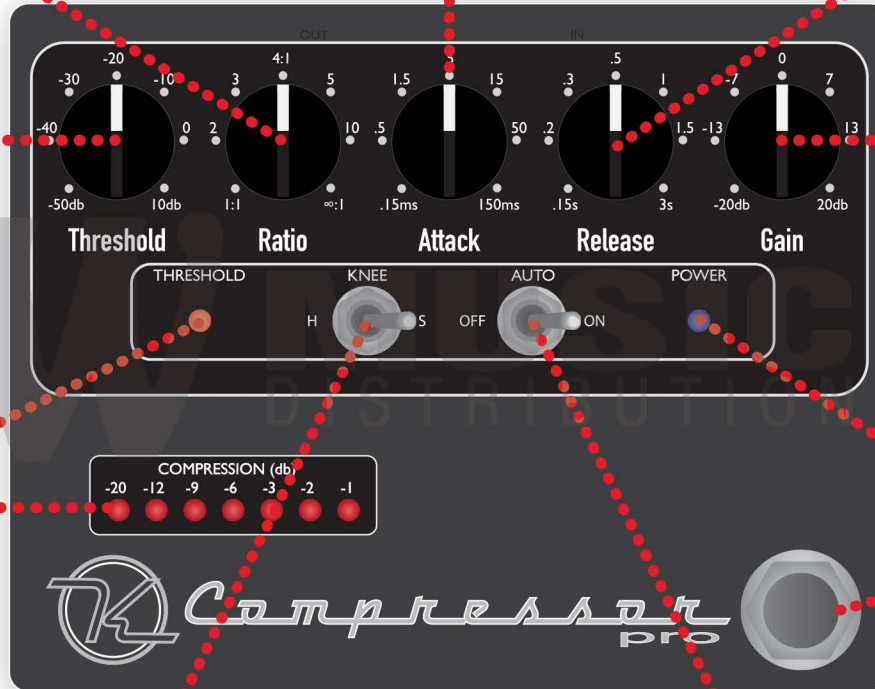 OUT IN
-20 4:1 5 .5 0
-30 -10 3 5 1.5 15 .3 1 -7 7
-40 0 2 10 .5 50 .2 1.5 -13 13
-50db 10db 1:1 ∞:1 .15ms 150ms .15s 3s -20db 20db
Threshold Ratio Attack Release Gain
THRESHOLD KNEE AUTO POWER
H S OFF ON
MUSIC
DISTRIBUTION
COMPRESSION (db)
-20 -12 -9 -6 -3 -2 -1
K Compressor
pro